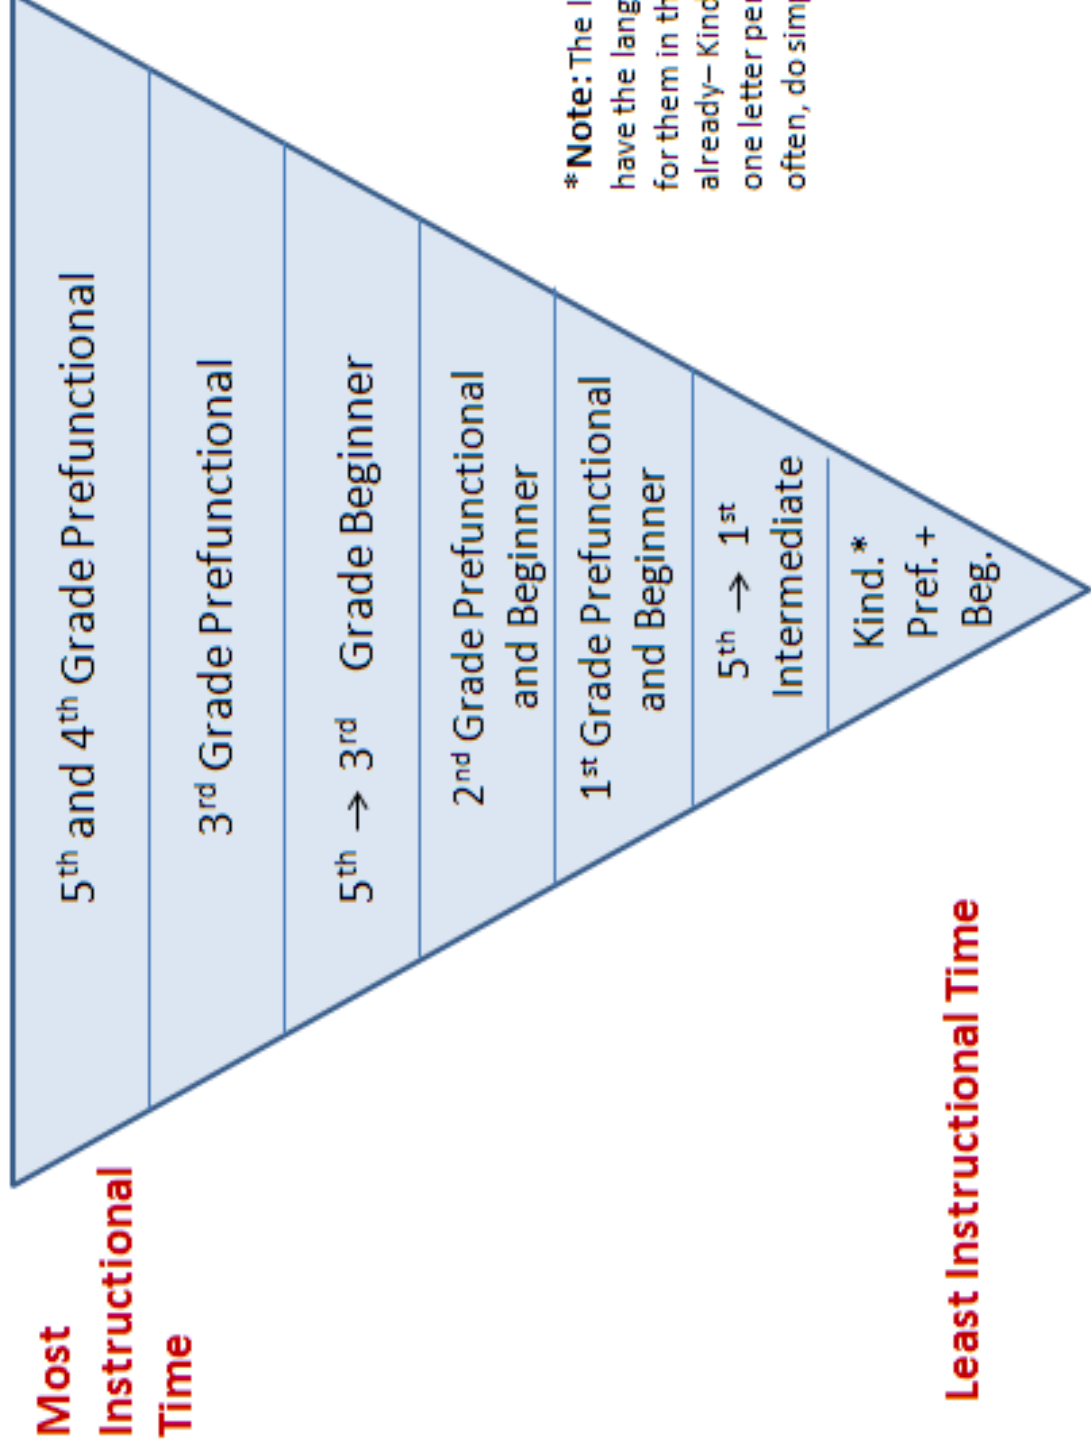 Most
Instructional
Time
5th and 4th Grade Prefunctional
3rd Grade Prefunctional
5th → 3rd Grade Beginner
2nd Grade Prefunctional
and Beginner
1st Grade Prefunctional
and Beginner
5th → 1st
Intermediate
Kind.*
Pref. +
Beg.
Least Instructional Time
*Note: The
have the lang
for them in th
already– Kind
one letter per
often, do simp